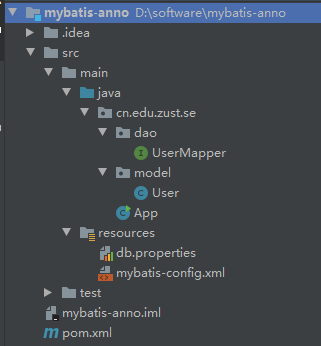 mybatis-anno D:\software\mybatis-anno
.idea
src
main
java
cn.edu.zust.se
dao
UserMapper
model
User
App
resources
db.properties
mybatis-config.xml
test
mybatis-anno.iml
pom.xml